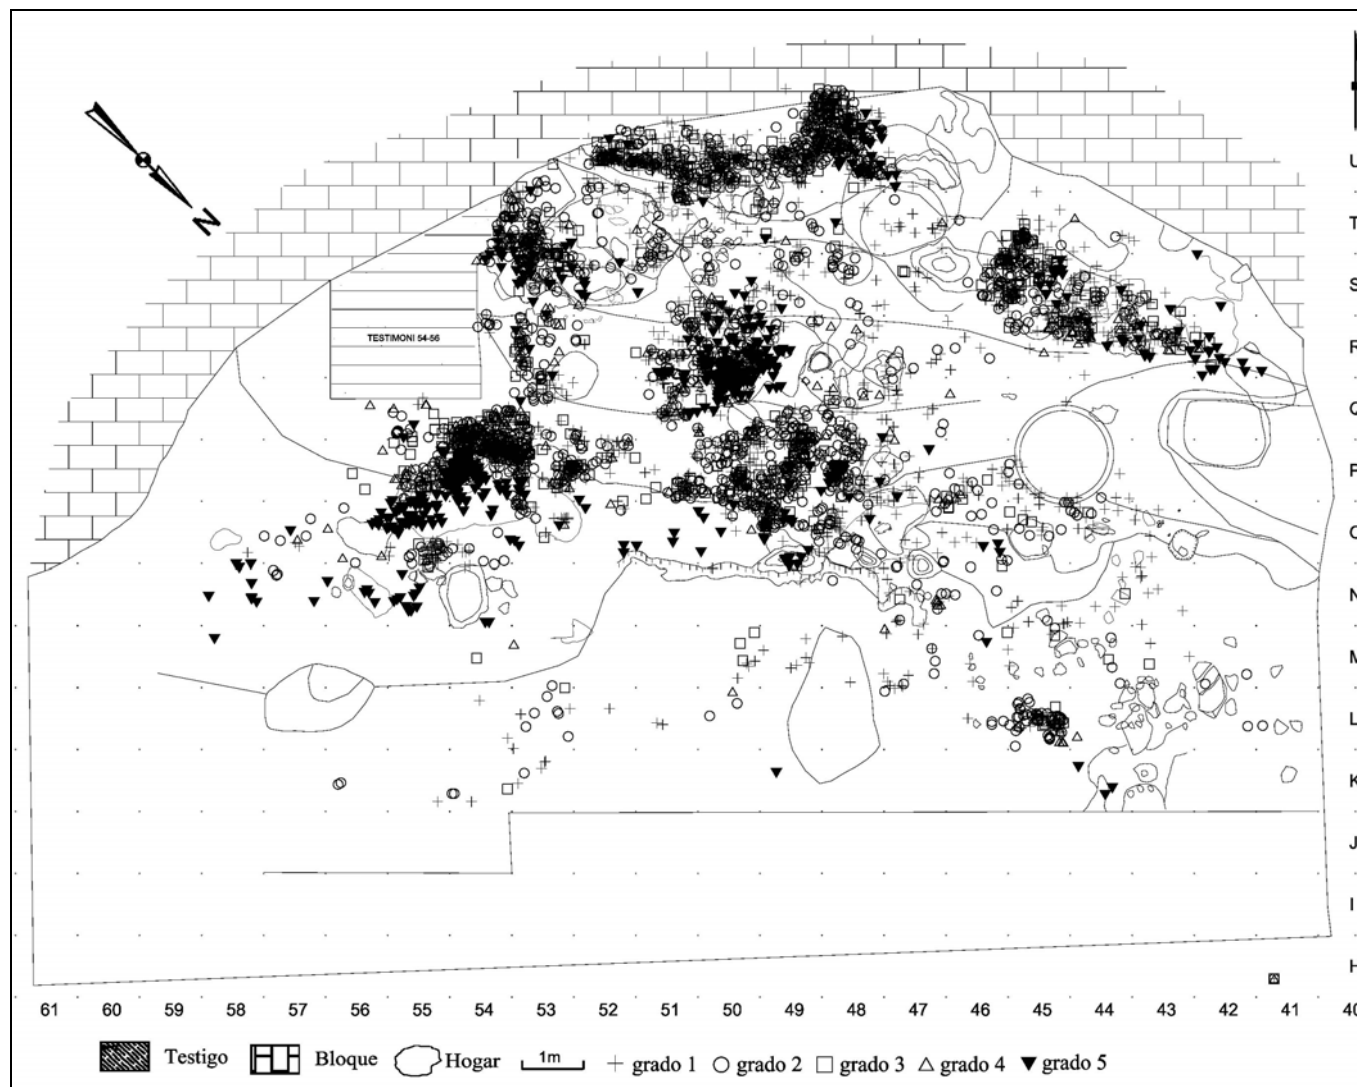 N
U
T
S
TESTIMONI 54-56
R
Q
P
O
N
M
L
K
J
I
H
61 60 59 58 57 56 55 54 53 52 51 50 49 48 47 46 45 44 43 42 41 40
Testigo Bloque Hogar 1m grado 1 grado 2 grado 3 grado 4 grado 5